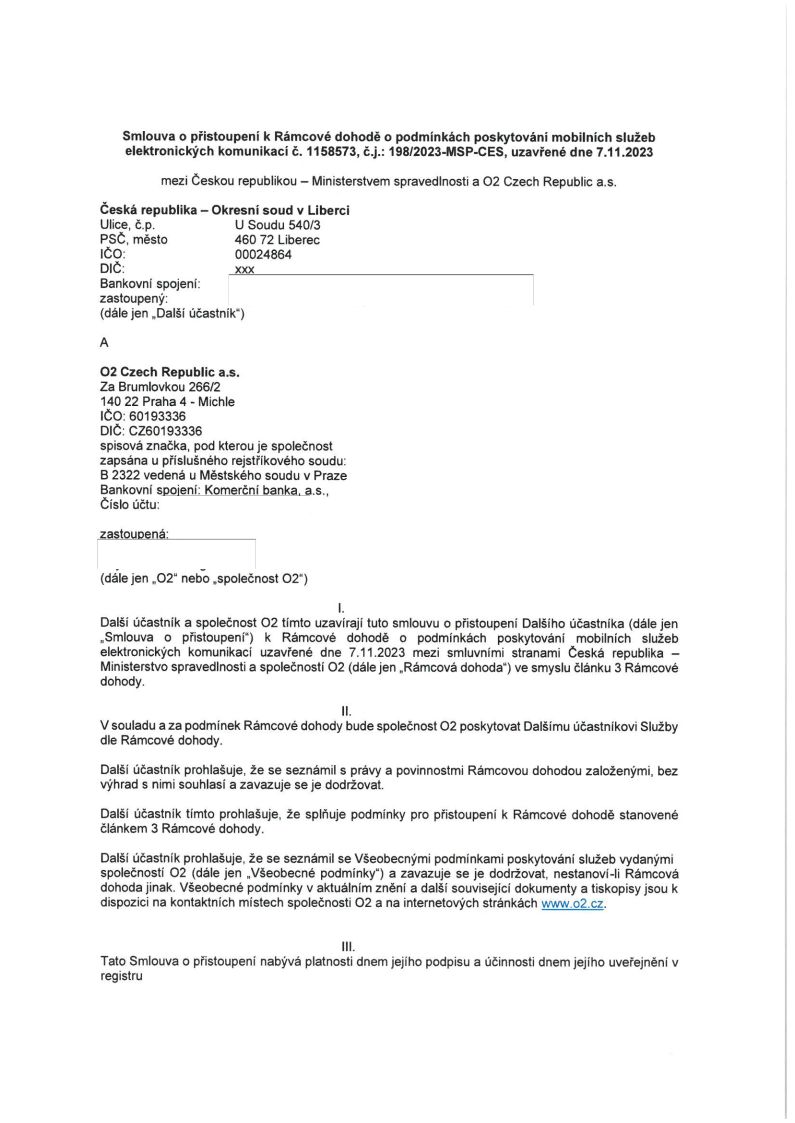 Smlouva o přistoupení k Rámcové dohodě o podmínkách poskytování mobilních služeb
elektronických komunikací č. 1158573, č.j.: 198/2023-MSP-CES, uzavřené dne 7.11.2023
mezi Českou republikou – Ministerstvem spravedlnosti a O2 Czech Republic a.s.
Česká republika – Okresní soud v Liberci
Ulice, č.p. U Soudu 540/3
PSČ, město 460 72 Liberec
IČO: 00024864
DIČ: xxx
Bankovní spojení:
zastoupený:
(dále jen „Další účastník“)
A
O2 Czech Republic a.s.
Za Brumlovkou 266/2
140 22 Praha 4 - Michle
IČO: 60193336
DIČ: CZ60193336
spisová značka, pod kterou je společnost
zapsána u příslušného rejstříkového soudu:
B 2322 vedená u Městského soudu v Praze
Bankovní spojení: Komerční banka, a.s.,
Číslo účtu:
zastoupená:
(dále jen „O2“ nebo „společnost O2“)
I.
Další účastník a společnost O2 tímto uzavírají tuto smlouvu o přistoupení Dalšího účastníka (dále jen
„Smlouva o přistoupení“) k Rámcové dohodě o podmínkách poskytování mobilních služeb
elektronických komunikací uzavřené dne 7.11.2023 mezi smluvními stranami Česká republika –
Ministerstvo spravedlnosti a společností O2 (dále jen „Rámcová dohoda“) ve smyslu článku 3 Rámcové
dohody.
II.
V souladu a za podmínek Rámcové dohody bude společnost O2 poskytovat Dalšímu účastníkovi Služby
dle Rámcové dohody.
Další účastník prohlašuje, že se seznámil s právy a povinnostmi Rámcovou dohodou založenými, bez
výhrad s nimi souhlasí a zavazuje se je dodržovat.
Další účastník tímto prohlašuje, že splňuje podmínky pro přistoupení k Rámcové dohodě stanovené
článkem 3 Rámcové dohody.
Další účastník prohlašuje, že se seznámil se Všeobecnými podmínkami poskytování služeb vydanými
společností O2 (dále jen „Všeobecné podmínky“) a zavazuje se je dodržovat, nestanoví-li Rámcová
dohoda jinak. Všeobecné podmínky v aktuálním znění a další související dokumenty a tiskopisy jsou k
dispozici na kontaktních místech společnosti O2 a na internetových stránkách www.o2.cz.
III.
Tato Smlouva o přistoupení nabývá platnosti dnem jejího podpisu a účinnosti dnem jejího uveřejnění v
registru